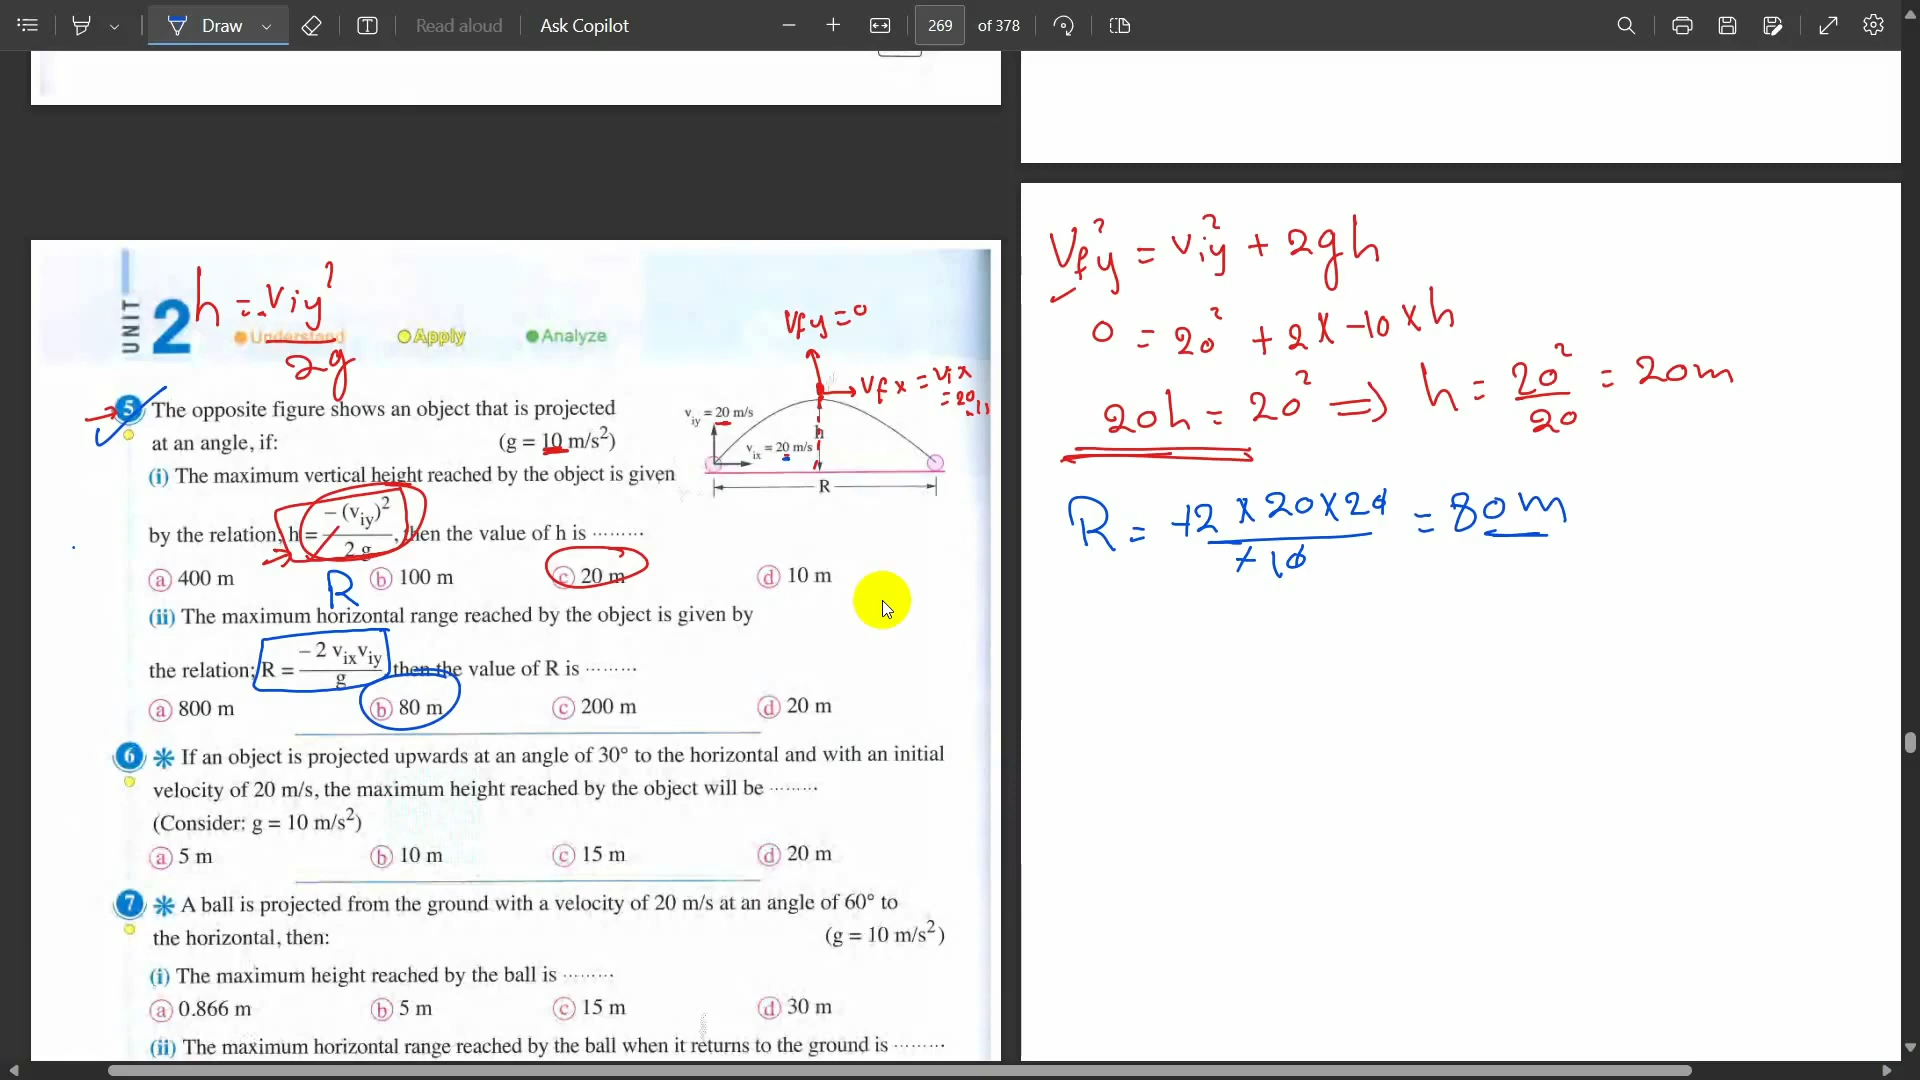 Draw
Read aloud
Ask Copilot
269
of 378
UNIT
2
h = viy²
2g
Understand
Apply
Analyze
5 The opposite figure shows an object that is projected
at an angle, if: (g = 10 m/s²)
(i) The maximum vertical height reached by the object is given
by the relation; h = −(viy)² / 2 g, then the value of h is ·········
a 400 m b 100 m c 20 m d 10 m
R
(ii) The maximum horizontal range reached by the object is given by
the relation; R = −2 vix viy / g, then the value of R is ·········
a 800 m b 80 m c 200 m d 20 m
6 * If an object is projected upwards at an angle of 30° to the horizontal and with an initial
velocity of 20 m/s, the maximum height reached by the object will be ········
(Consider: g = 10 m/s²)
a 5 m b 10 m c 15 m d 20 m
7 * A ball is projected from the ground with a velocity of 20 m/s at an angle of 60° to
the horizontal, then: (g = 10 m/s²)
(i) The maximum height reached by the ball is ········
a 0.866 m b 5 m c 15 m d 30 m
(ii) The maximum horizontal range reached by the ball when it returns to the ground is ········
Vfy = 0
Vfx = Vix
= 20
viy = 20 m/s
h
vix = 20 m/s
R
Vfy² = Viy² + 2gh
0 = 20² + 2 x -10 x h
20h = 20² ⇒ h = 20² / 20 = 20m
R = +2 x 20 x 20 / +10 = 80 m